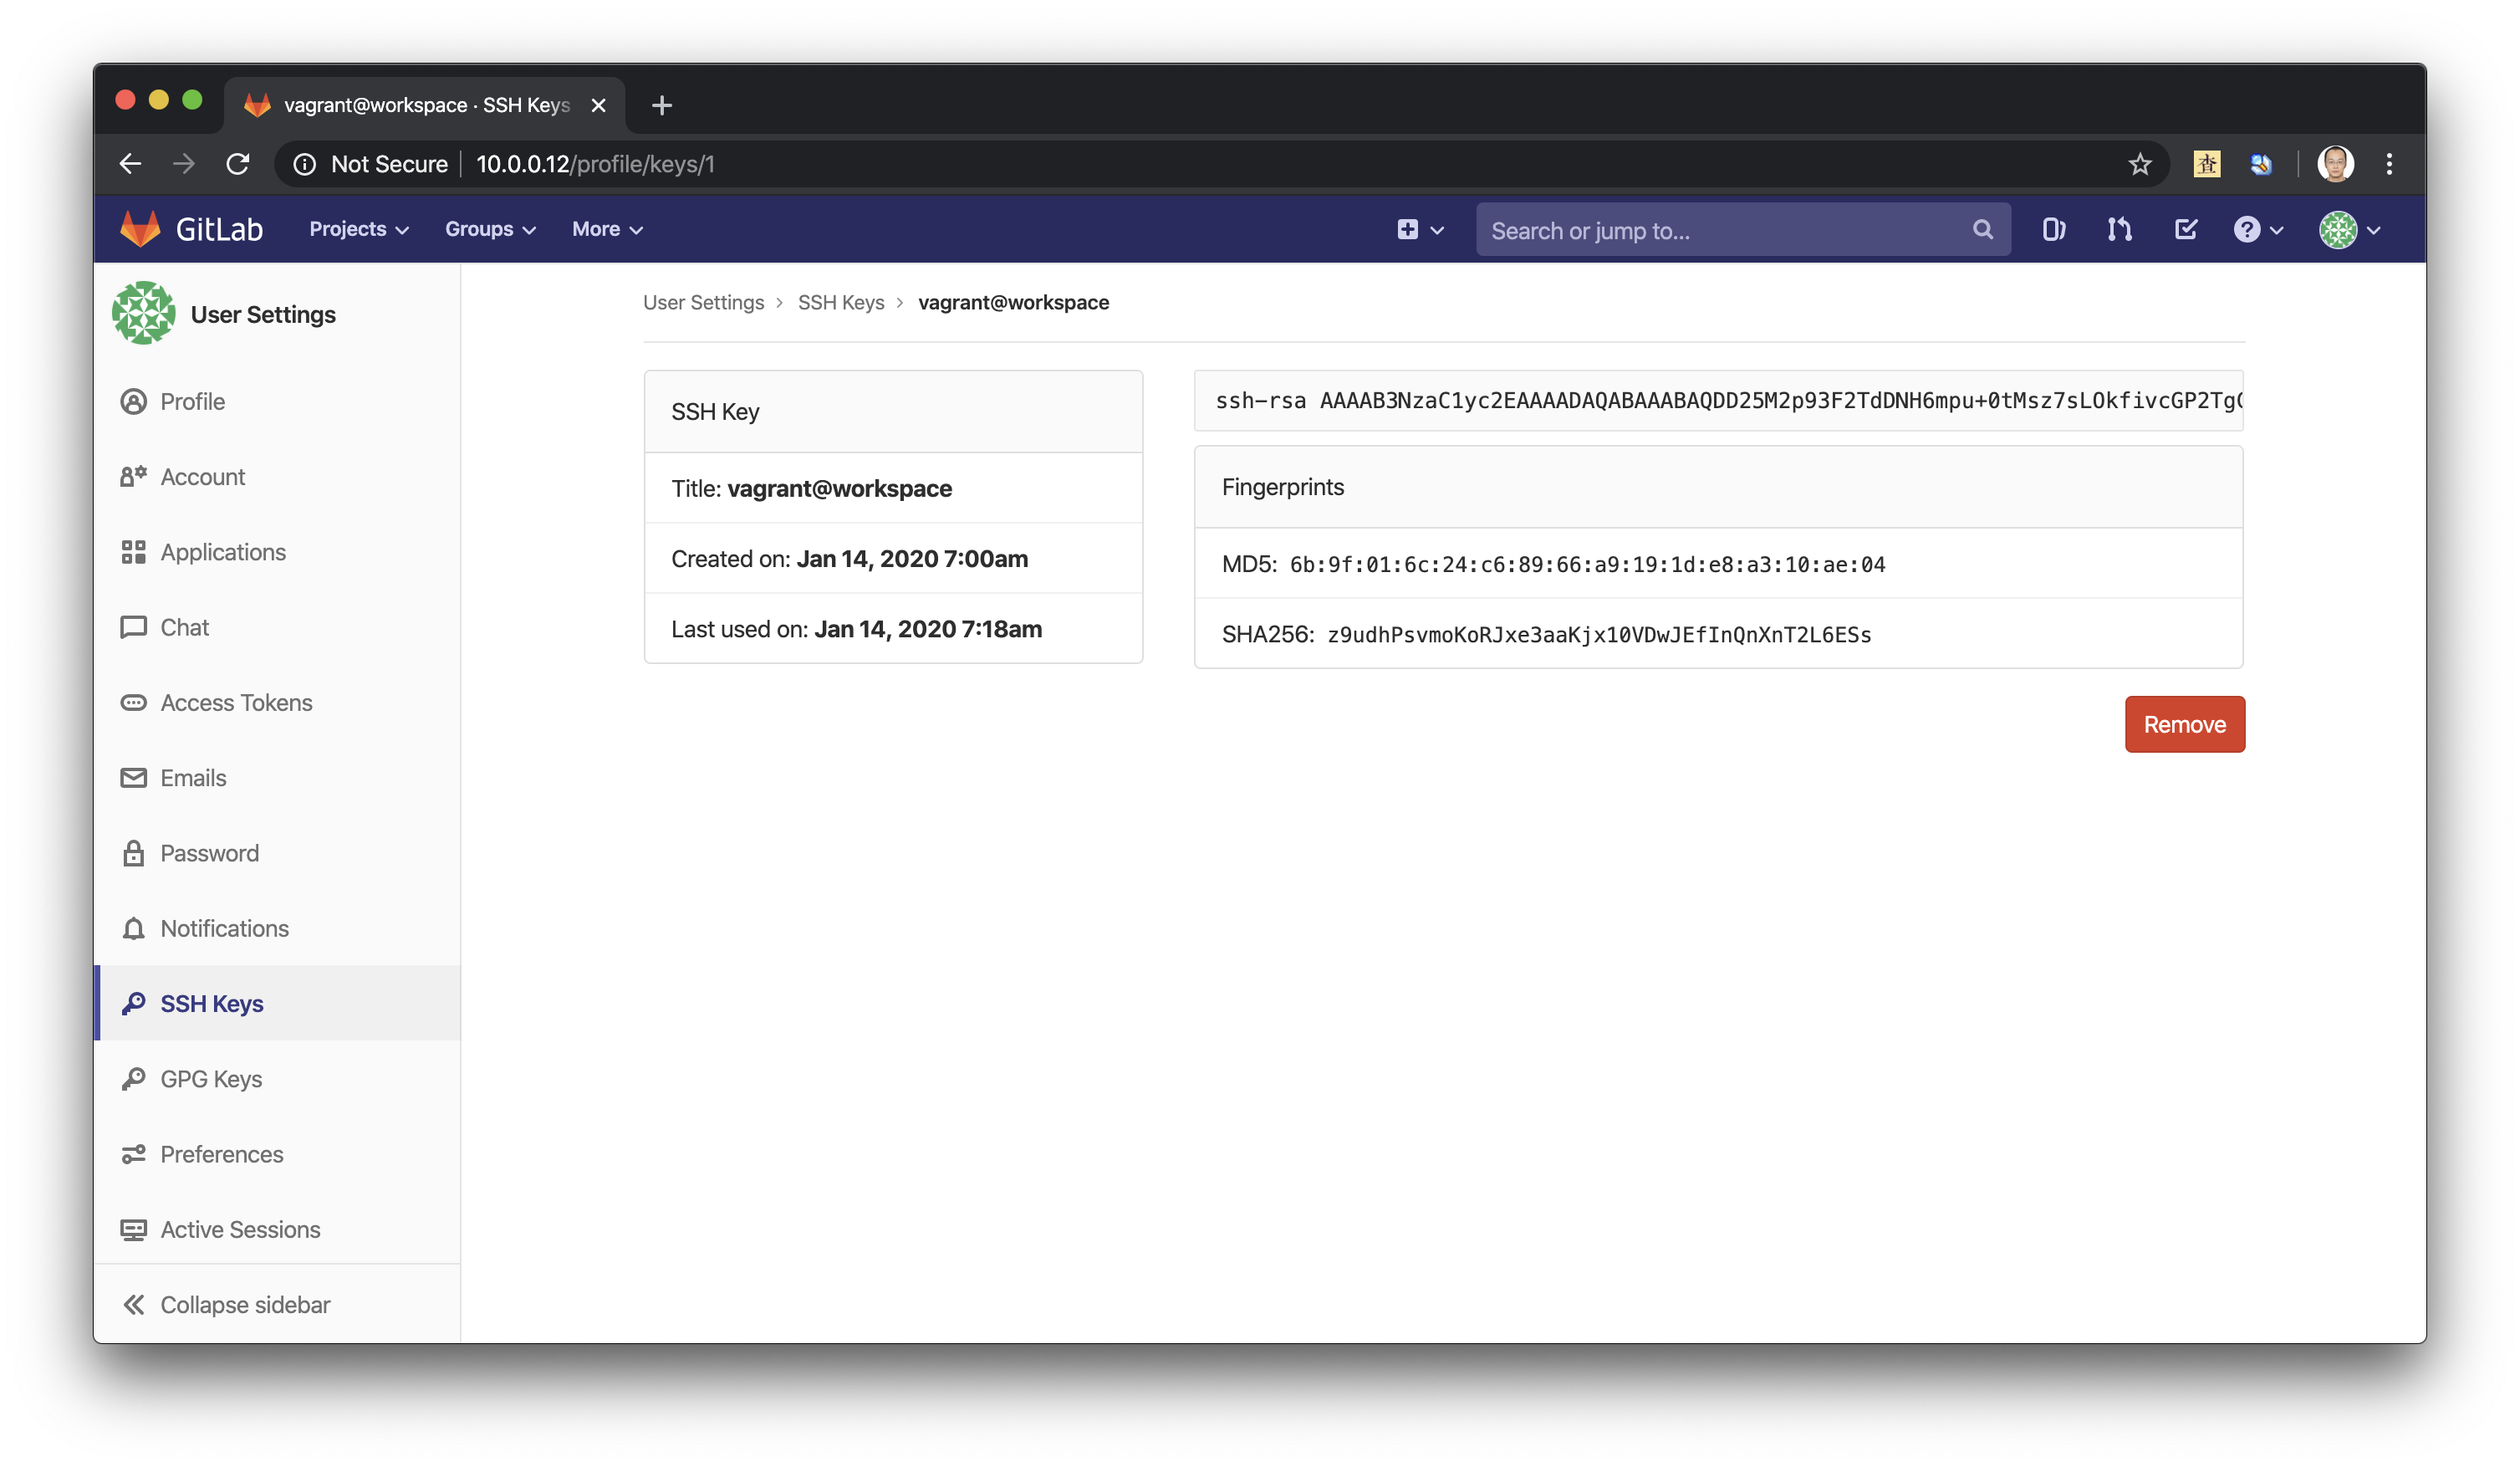 vagrant@workspace · SSH Keys
Not Secure 10.0.0.12/profile/keys/1
查
GitLab Projects Groups More Search or jump to...
User Settings
Profile
Account
Applications
Chat
Access Tokens
Emails
Password
Notifications
SSH Keys
GPG Keys
Preferences
Active Sessions
Collapse sidebar
User Settings > SSH Keys > vagrant@workspace
SSH Key
Title: vagrant@workspace
Created on: Jan 14, 2020 7:00am
Last used on: Jan 14, 2020 7:18am
ssh-rsa AAAAB3NzaC1yc2EAAAADAQABAAABAQDD25M2p93F2TdDNH6mpu+0tMsz7sLOkfivcGP2Tg
Fingerprints
MD5: 6b:9f:01:6c:24:c6:89:66:a9:19:1d:e8:a3:10:ae:04
SHA256: z9udhPsvmoKoRJxe3aaKjx10VDwJEfInQnXnT2L6ESs
Remove